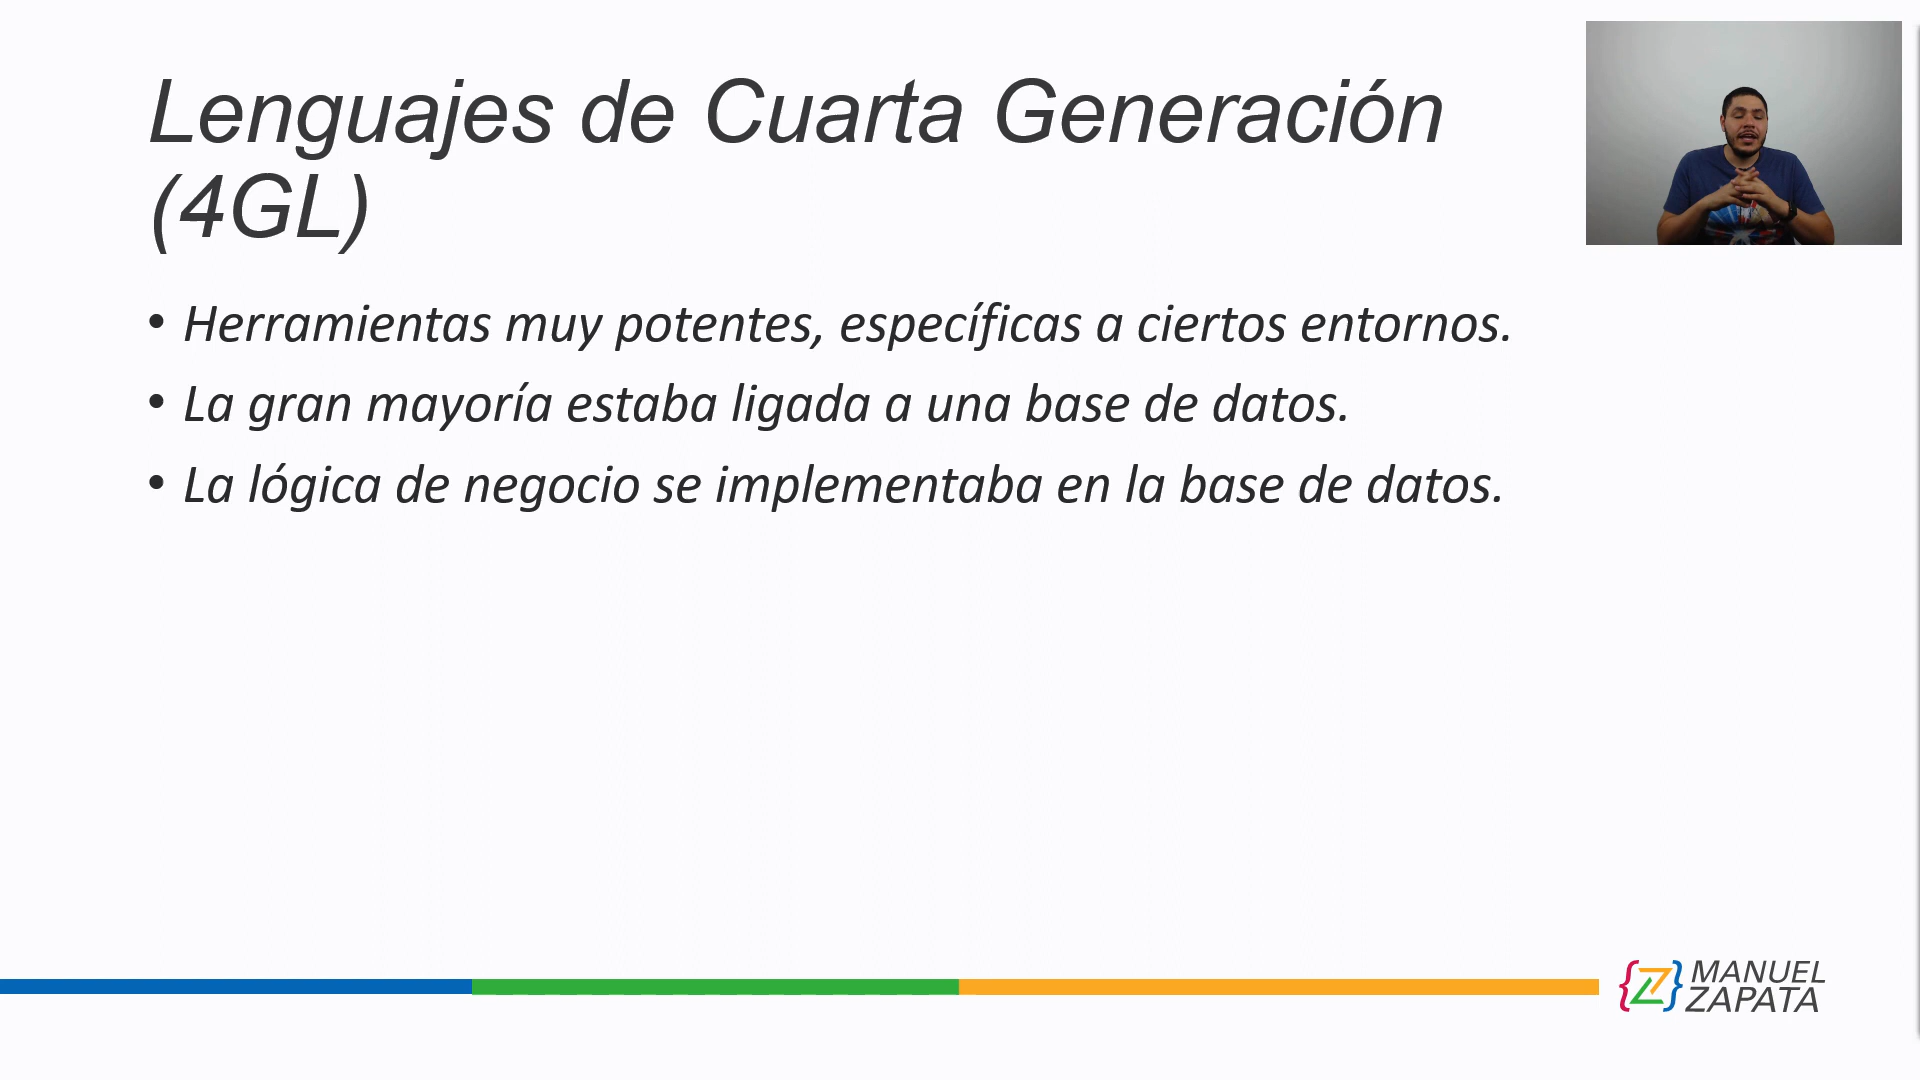 Lenguajes de Cuarta Generación
(4GL)
• Herramientas muy potentes, específicas a ciertos entornos.
• La gran mayoría estaba ligada a una base de datos.
• La lógica de negocio se implementaba en la base de datos.
{Z} MANUEL
ZAPATA